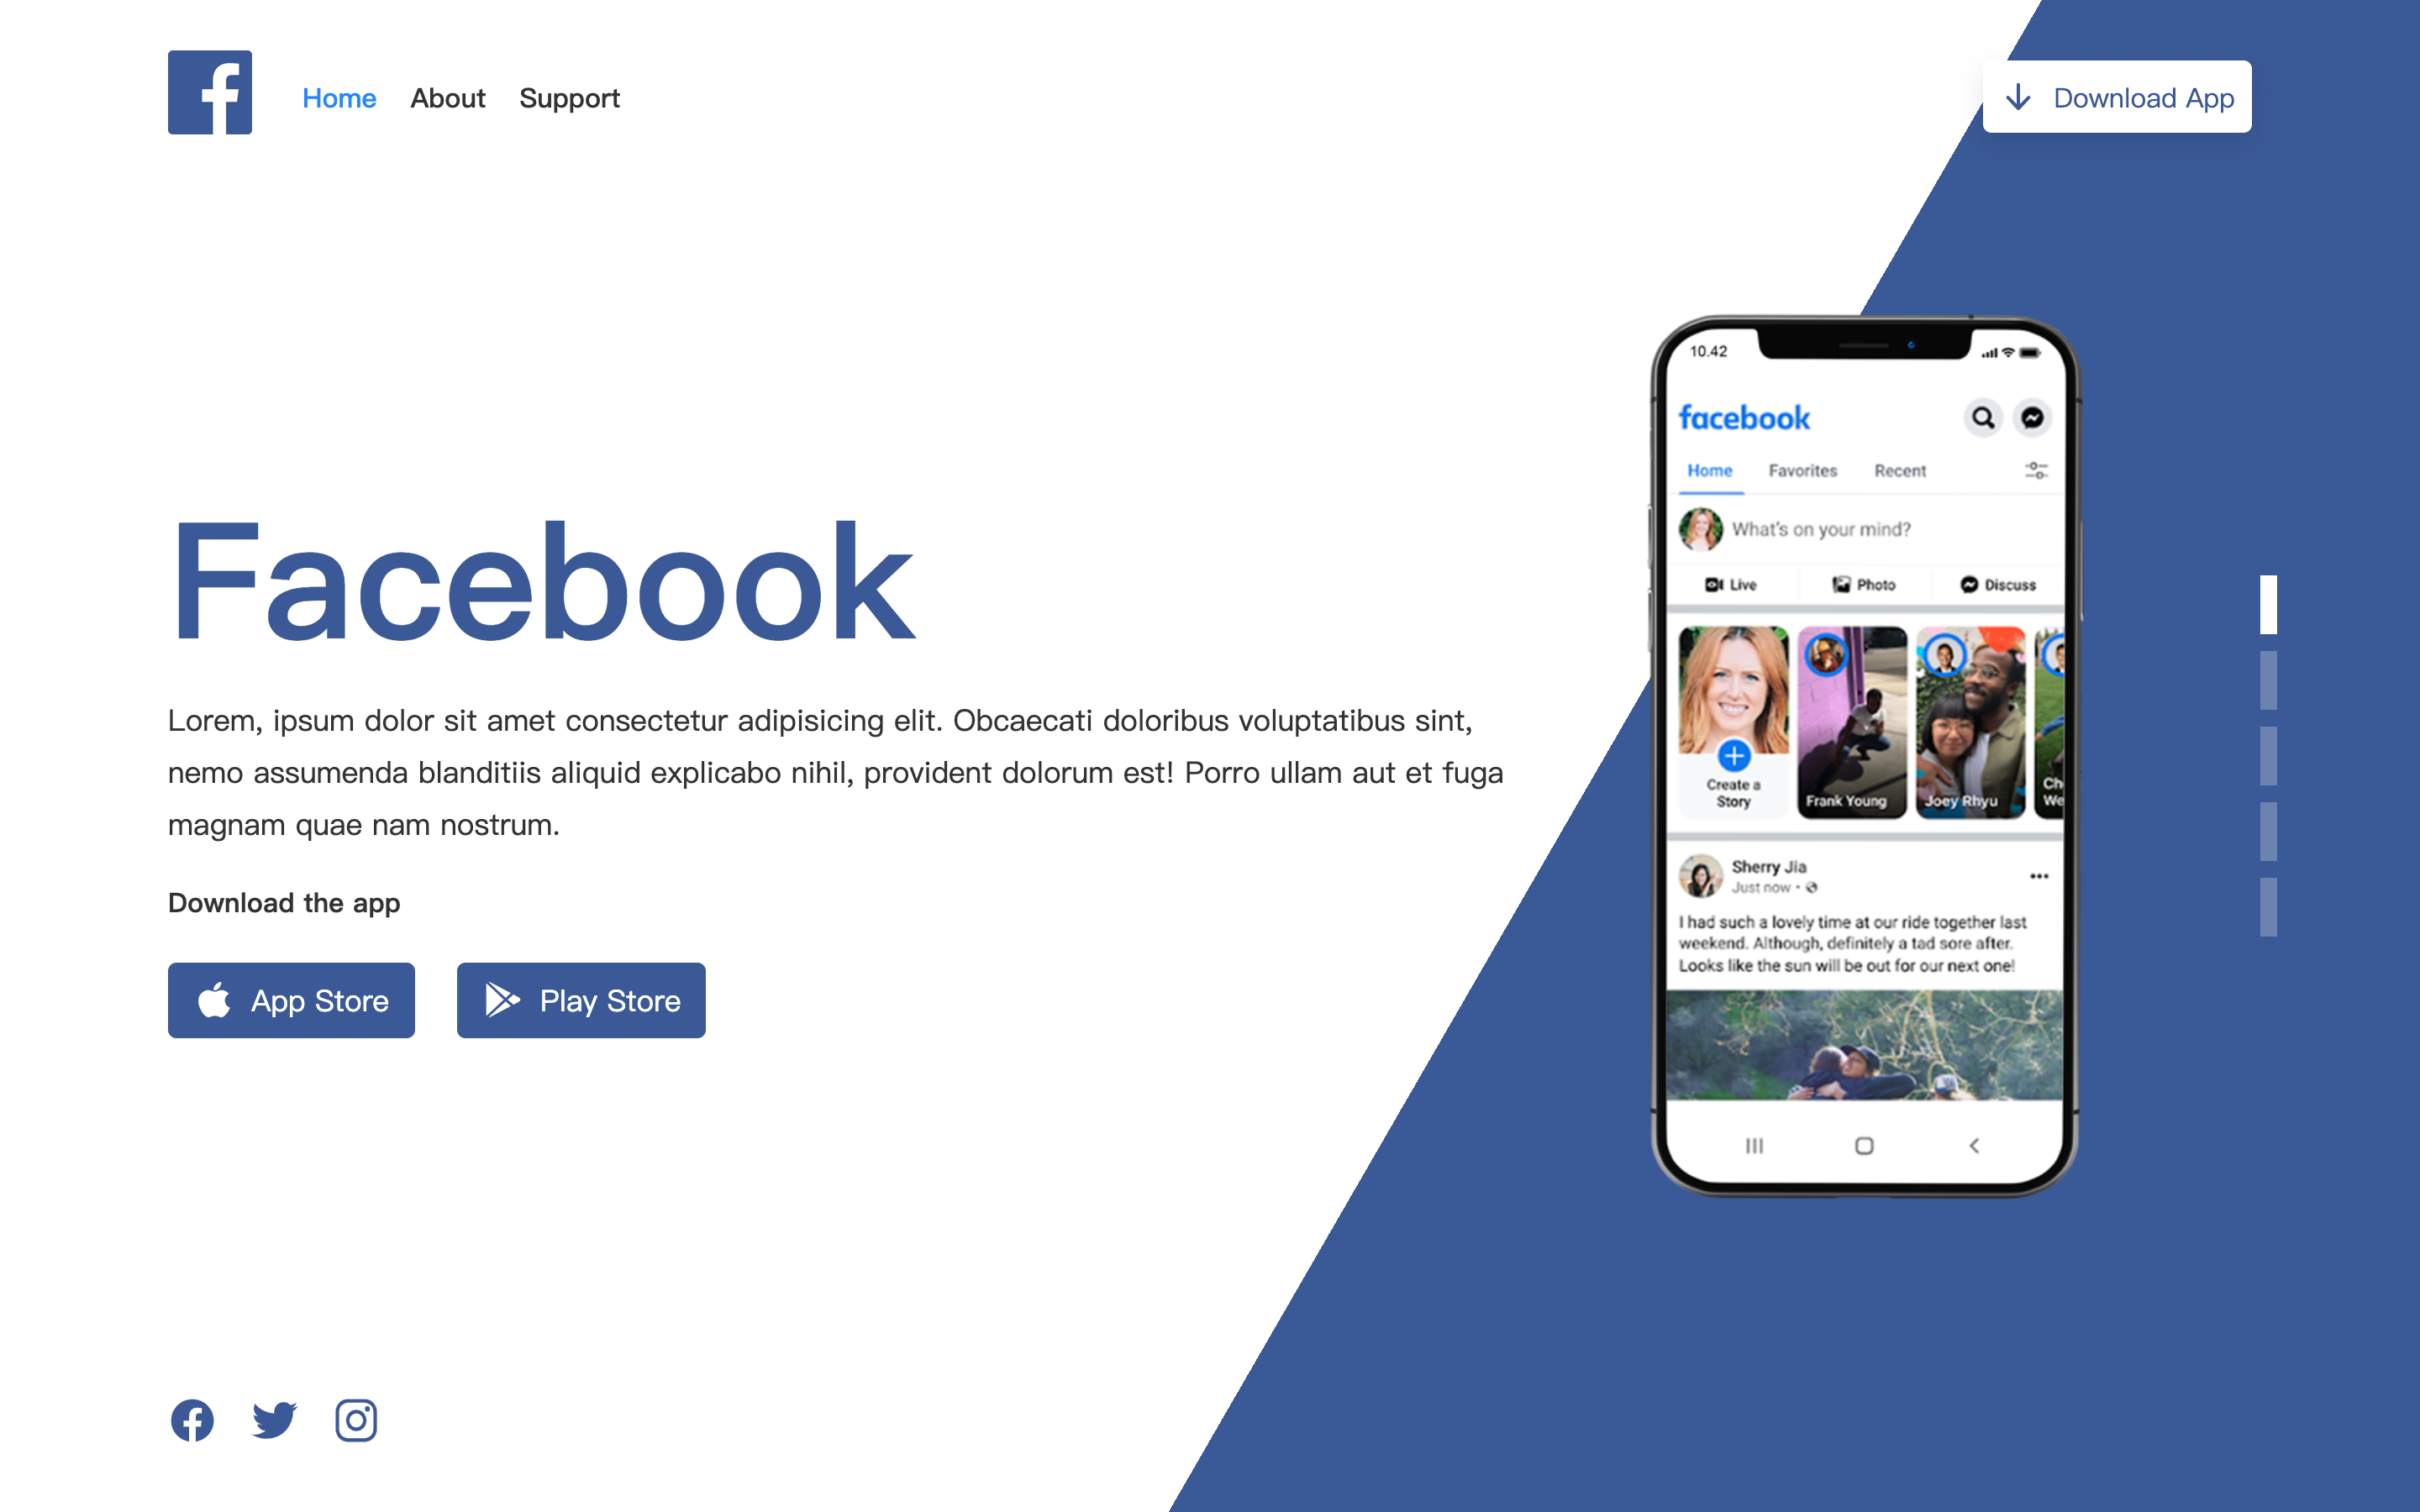 Home About Support
Download App
Facebook
Lorem, ipsum dolor sit amet consectetur adipisicing elit. Obcaecati doloribus voluptatibus sint,
nemo assumenda blanditiis aliquid explicabo nihil, provident dolorum est! Porro ullam aut et fuga
magnam quae nam nostrum.
Download the app
App Store
Play Store
10.42
facebook
Home Favorites Recent
What's on your mind?
Live Photo Discuss
Create a
Story
Frank Young
Joey Rhyu
Ch
We
Sherry Jia
Just now •
I had such a lovely time at our ride together last
weekend. Although, definitely a tad sore after.
Looks like the sun will be out for our next one!